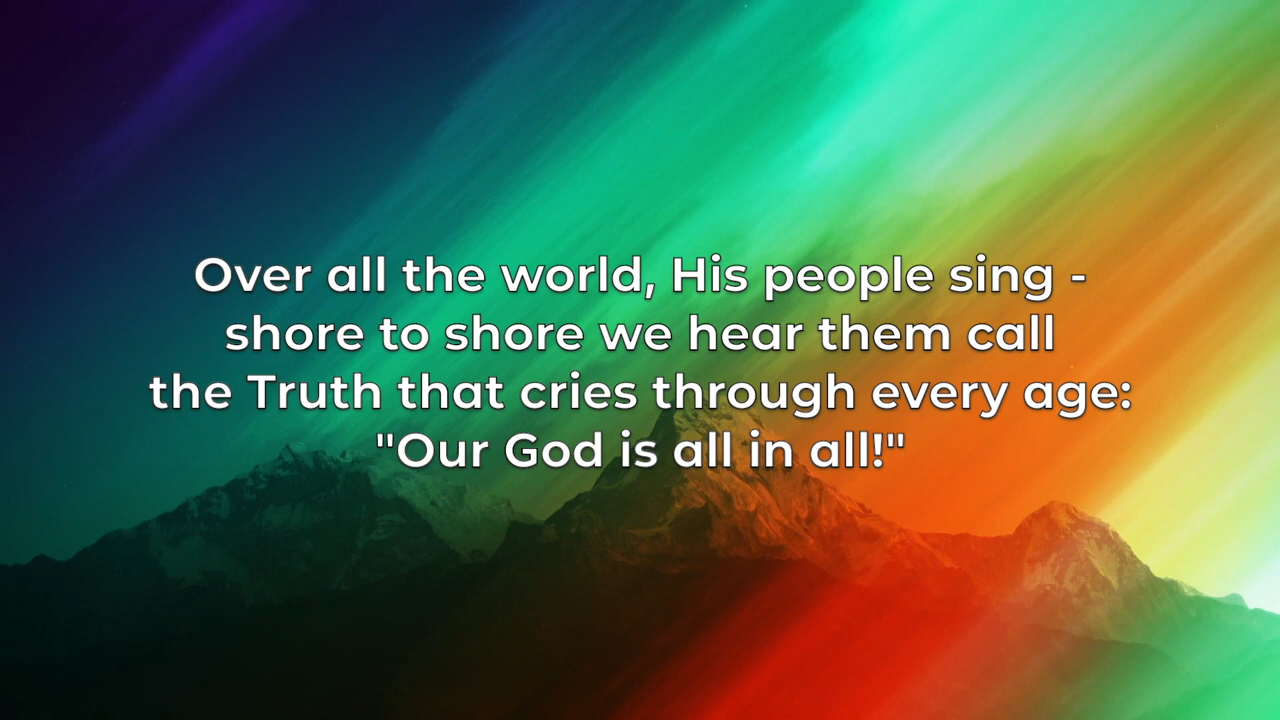 Over all the world, His people sing -
shore to shore we hear them call
the Truth that cries through every age:
"Our God is all in all!"